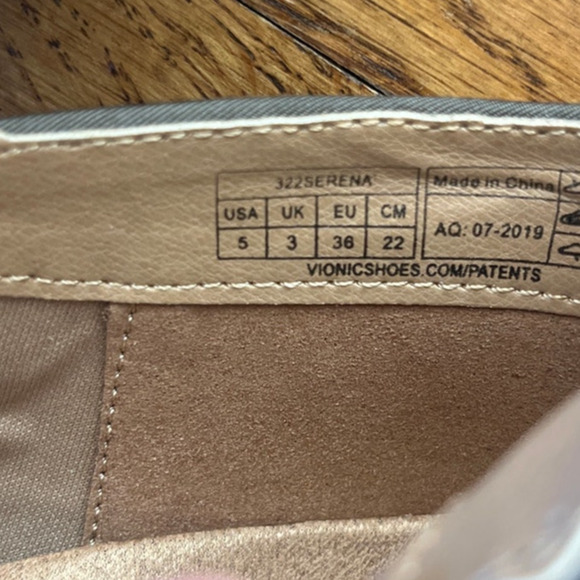 322SERENA
Made in China
USA UK EU CM
5 3 36 22
AQ: 07-2019
VIONICSHOES.COM/PATENTS